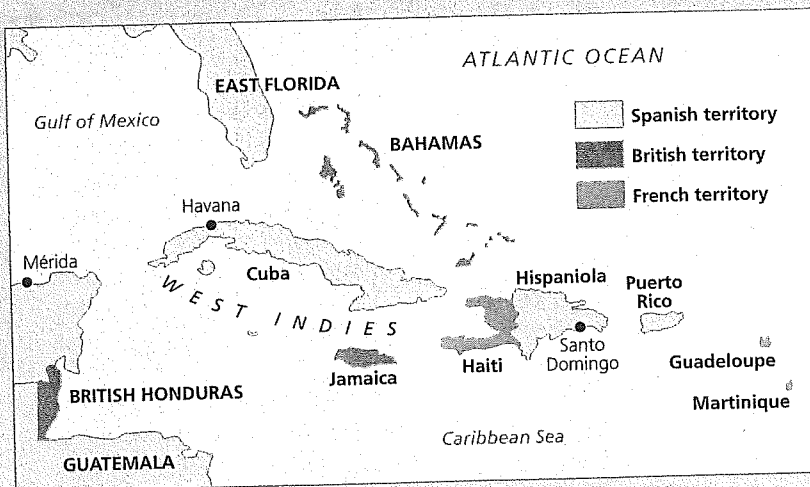 ATLANTIC OCEAN
EAST FLORIDA
Gulf of Mexico
Spanish territory
British territory
French territory
BAHAMAS
Havana
Mérida
Cuba
WEST INDIES
Hispaniola
Puerto
Rico
Santo
Domingo
Haiti
Jamaica
Guadeloupe
Martinique
BRITISH HONDURAS
Caribbean Sea
GUATEMALA